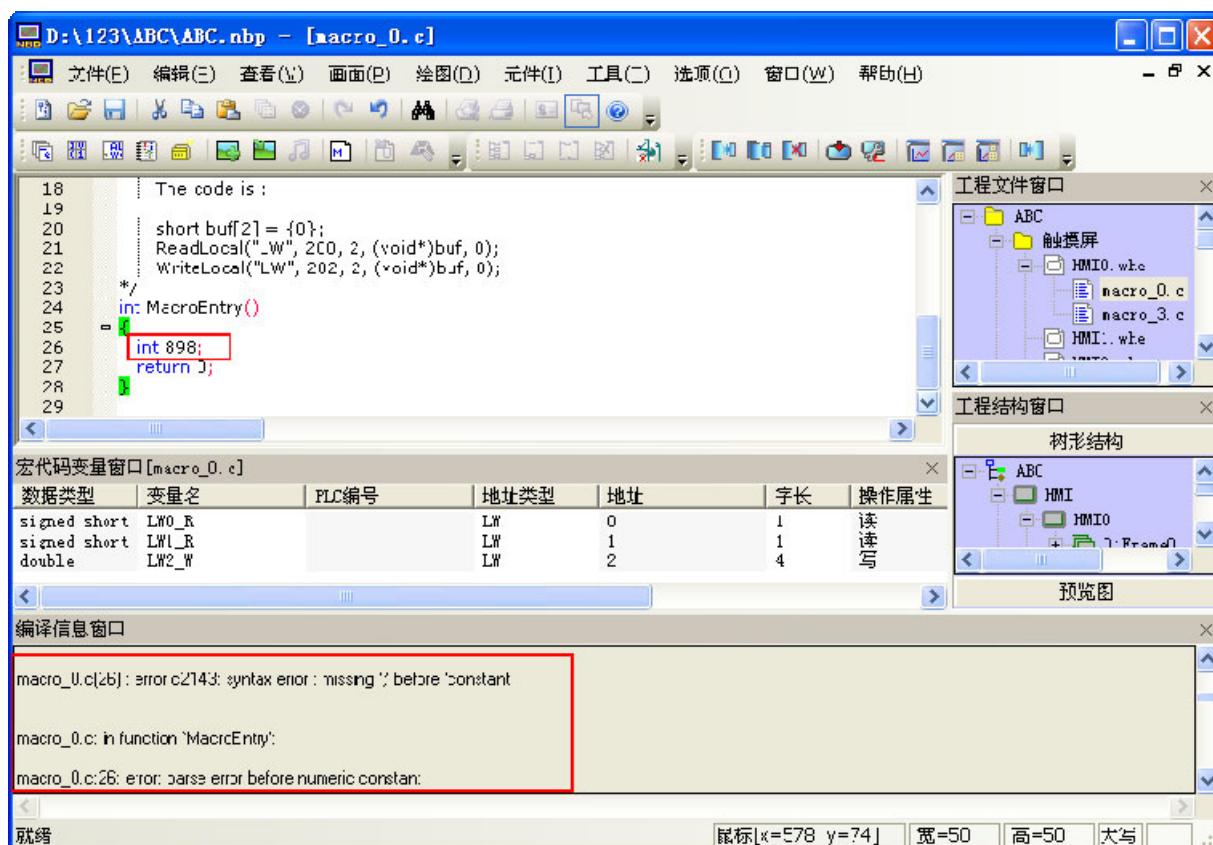 D:\123\ABC\ABC.nbp - [macro_0.c]
文件(F) 编辑(E) 查看(V) 画面(P) 绘图(D) 元件(I) 工具(T) 选项(O) 窗口(W) 帮助(H)
18 The code is :
19
20 short buf[2] = {0};
21 ReadLocal("LW", 200, 2, (void*)buf, 0);
22 WriteLocal("LW", 202, 2, (void*)buf, 0);
23 */
24 int MacroEntry()
25 {
26 int 898;
27 return 0;
28 }
29
工程文件窗口
ABC
触摸屏
HMI0.whe
macro_0.c
macro_3.c
HMI1.whe
工程结构窗口
树形结构
ABC
HMI
HMI0
0:Frame0
预览图
宏代码变量窗口[macro_0.c]
数据类型 变量名 PLC编号 地址类型 地址 字长 操作属性
signed short LW0_R LW 0 1 读
signed short LW1_R LW 1 1 读
double LW2_W LW 2 4 写
编译信息窗口
macro_0.c(26) : error c2143: syntax error : missing ';' before 'constant
macro_0.c: in function `MacroEntry':
macro_0.c:26: error: parse error before numeric constant
就绪 鼠标[x=578 y=74] 宽=50 高=50 大写